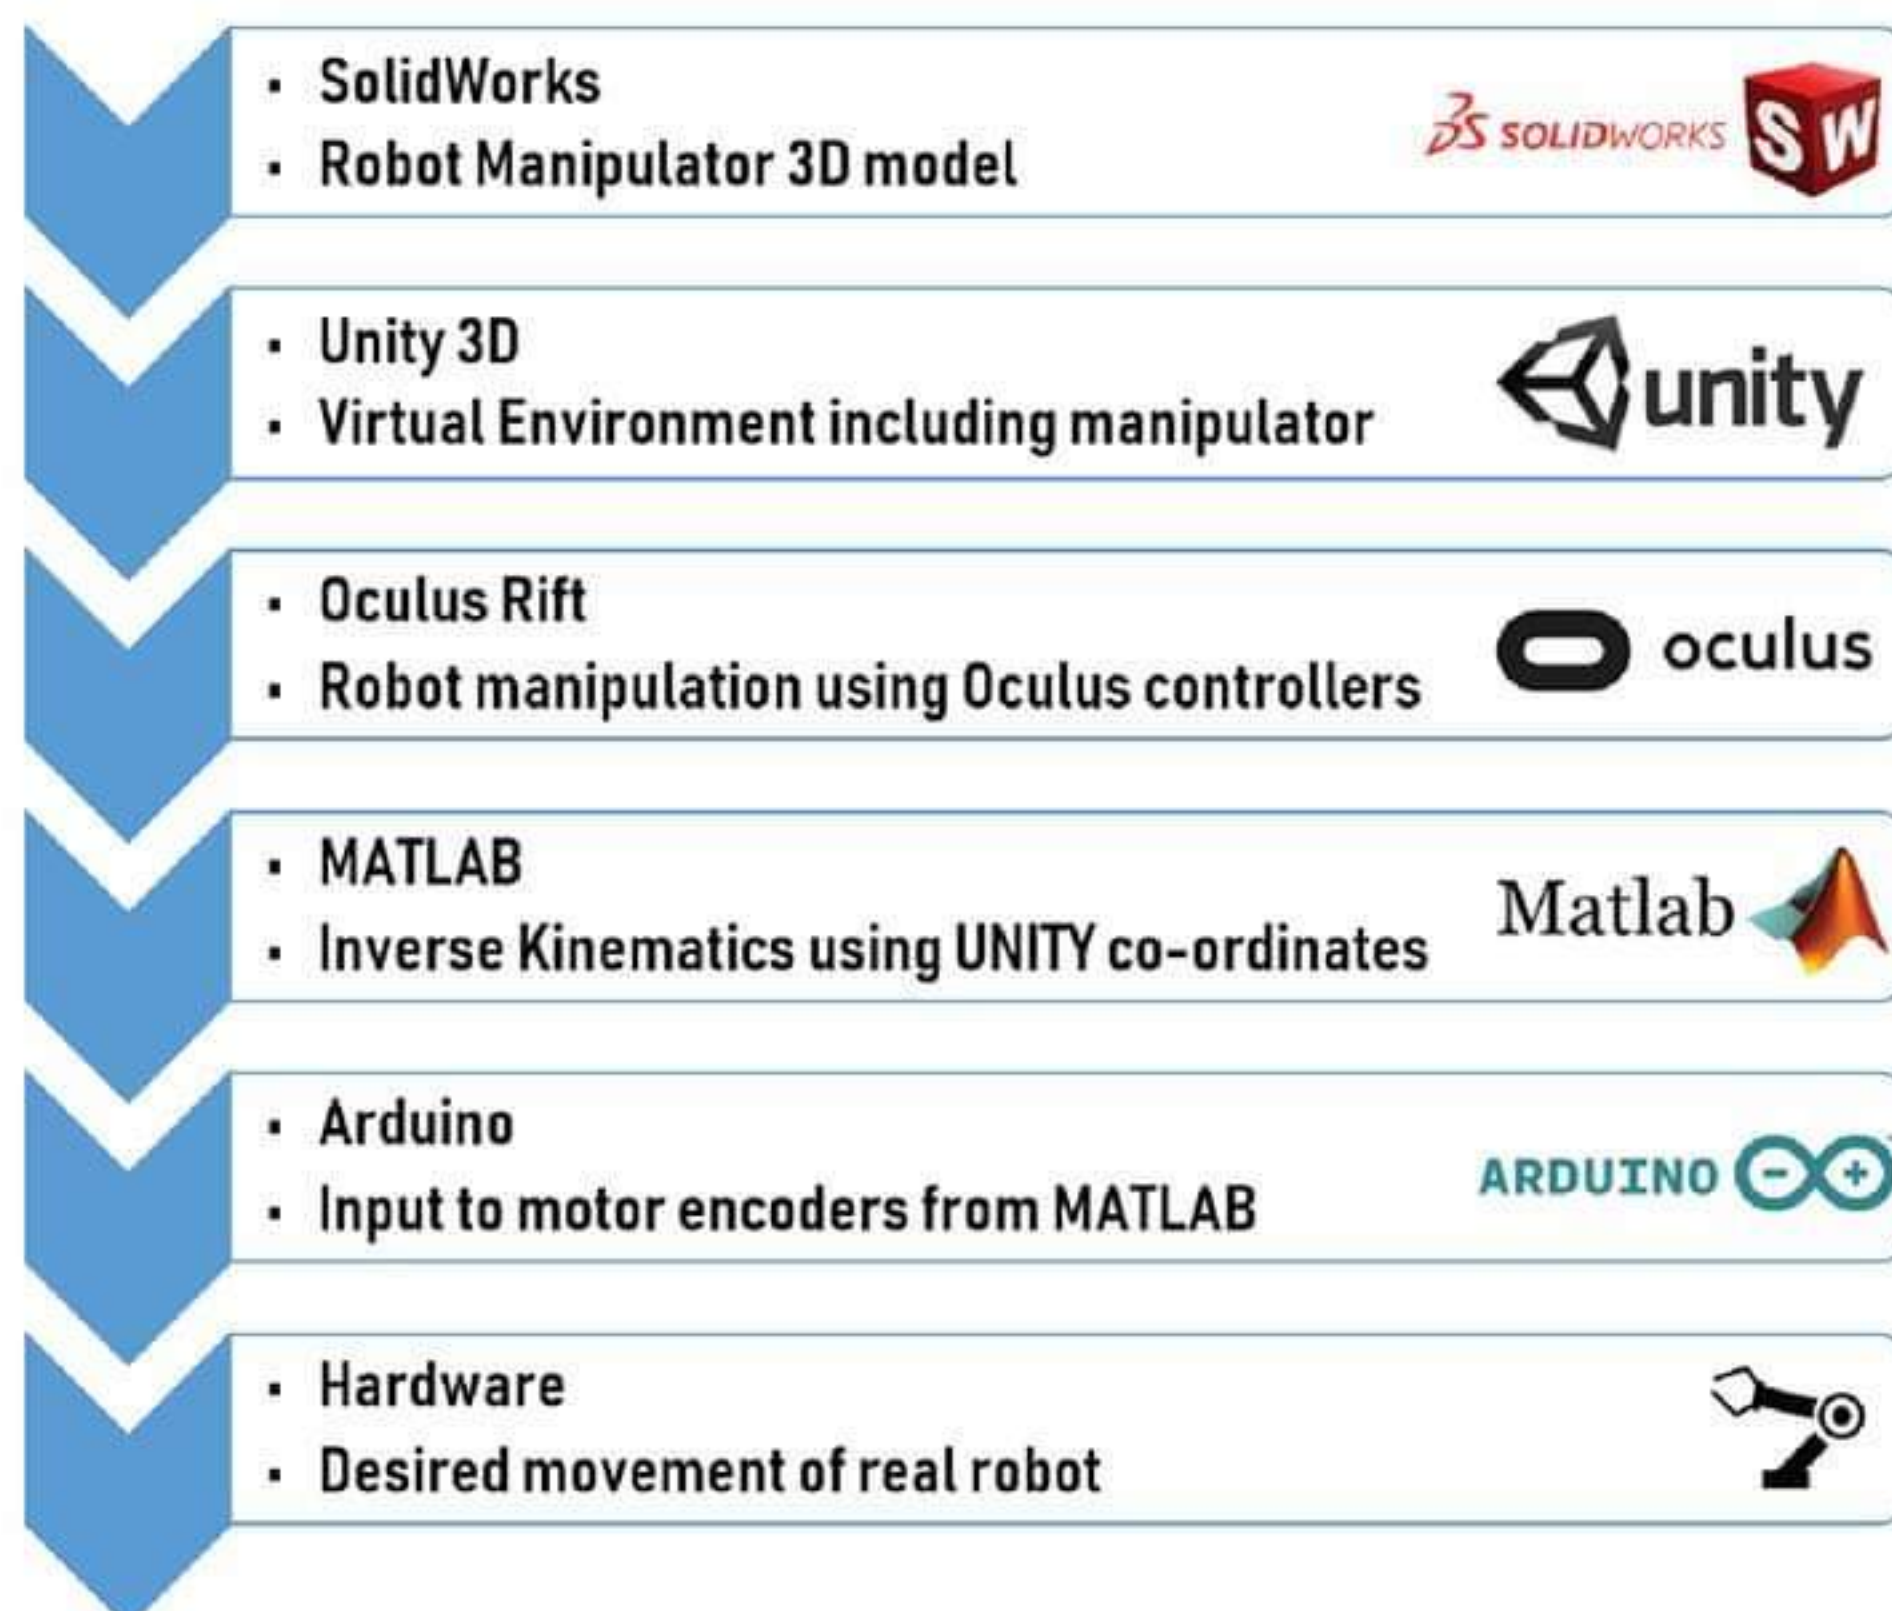 SolidWorks
Robot Manipulator 3D model
3S SOLIDWORKS SW
Unity 3D
Virtual Environment including manipulator
unity
Oculus Rift
Robot manipulation using Oculus controllers
oculus
MATLAB
Inverse Kinematics using UNITY co-ordinates
Matlab
Arduino
Input to motor encoders from MATLAB
ARDUINO
Hardware
Desired movement of real robot